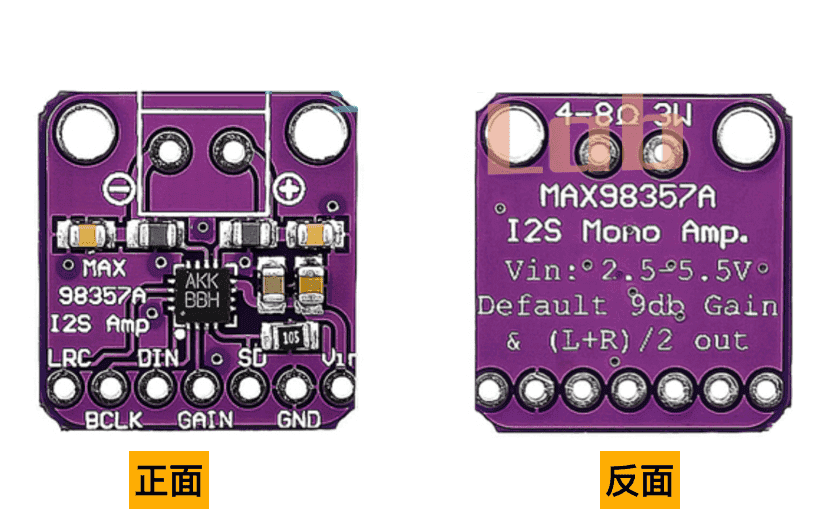 ⊖ ⊕
MAX
98357A
I2S Amp
AKK
BBH
105
LRC DIN SD Vin
BCLK GAIN GND
正面
Lab
4-8Ω 3W
MAX98357A
I2S Mono Amp.
Vin: 2.5-5.5V
Default 9db Gain
& (L+R)/2 out
反面